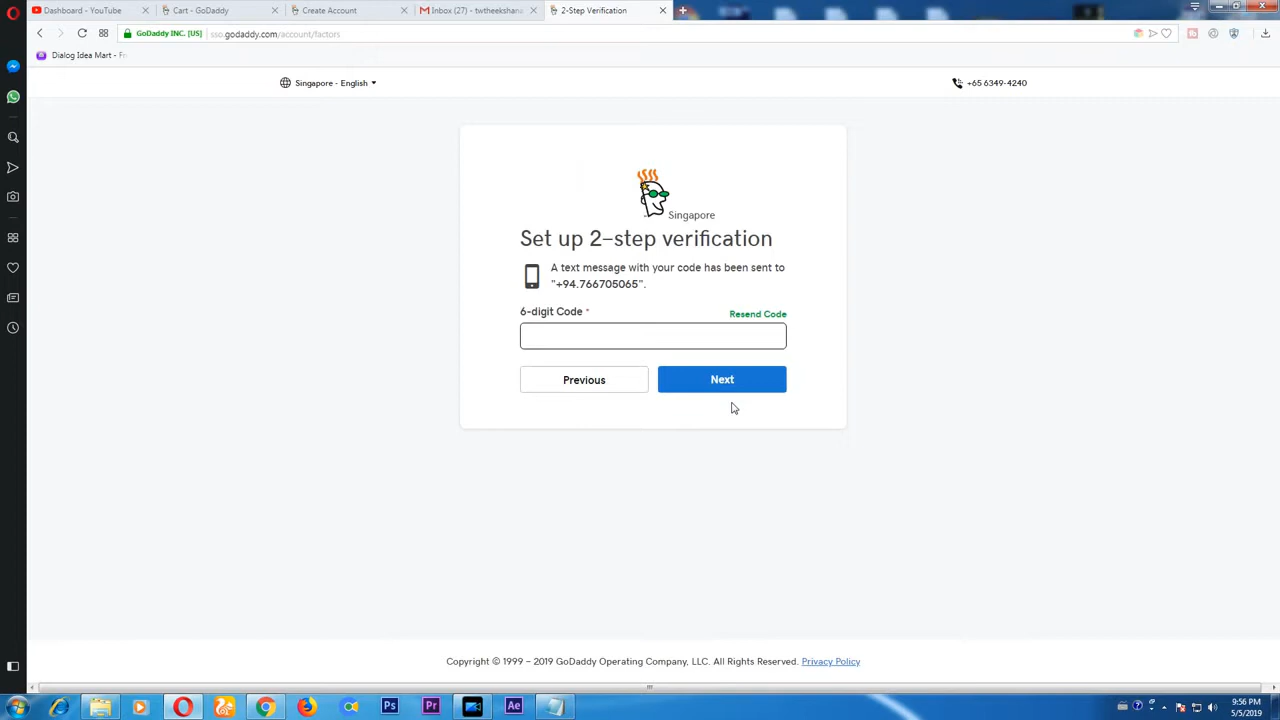 Dashboard - YouTube
Cart - GoDaddy
Create Account
Inbox (27) - twtheekshana
2-Step Verification
GoDaddy INC. [US]
sso.godaddy.com/account/factors
Dialog Idea Mart - Fr
Singapore - English
+65 6349-4240
Singapore
Set up 2-step verification
A text message with your code has been sent to
"+94.766705065".
6-digit Code *
Resend Code
Previous
Next
Copyright © 1999 – 2019 GoDaddy Operating Company, LLC. All Rights Reserved. Privacy Policy
Ps
Pr
Ae
9:56 PM
5/5/2019